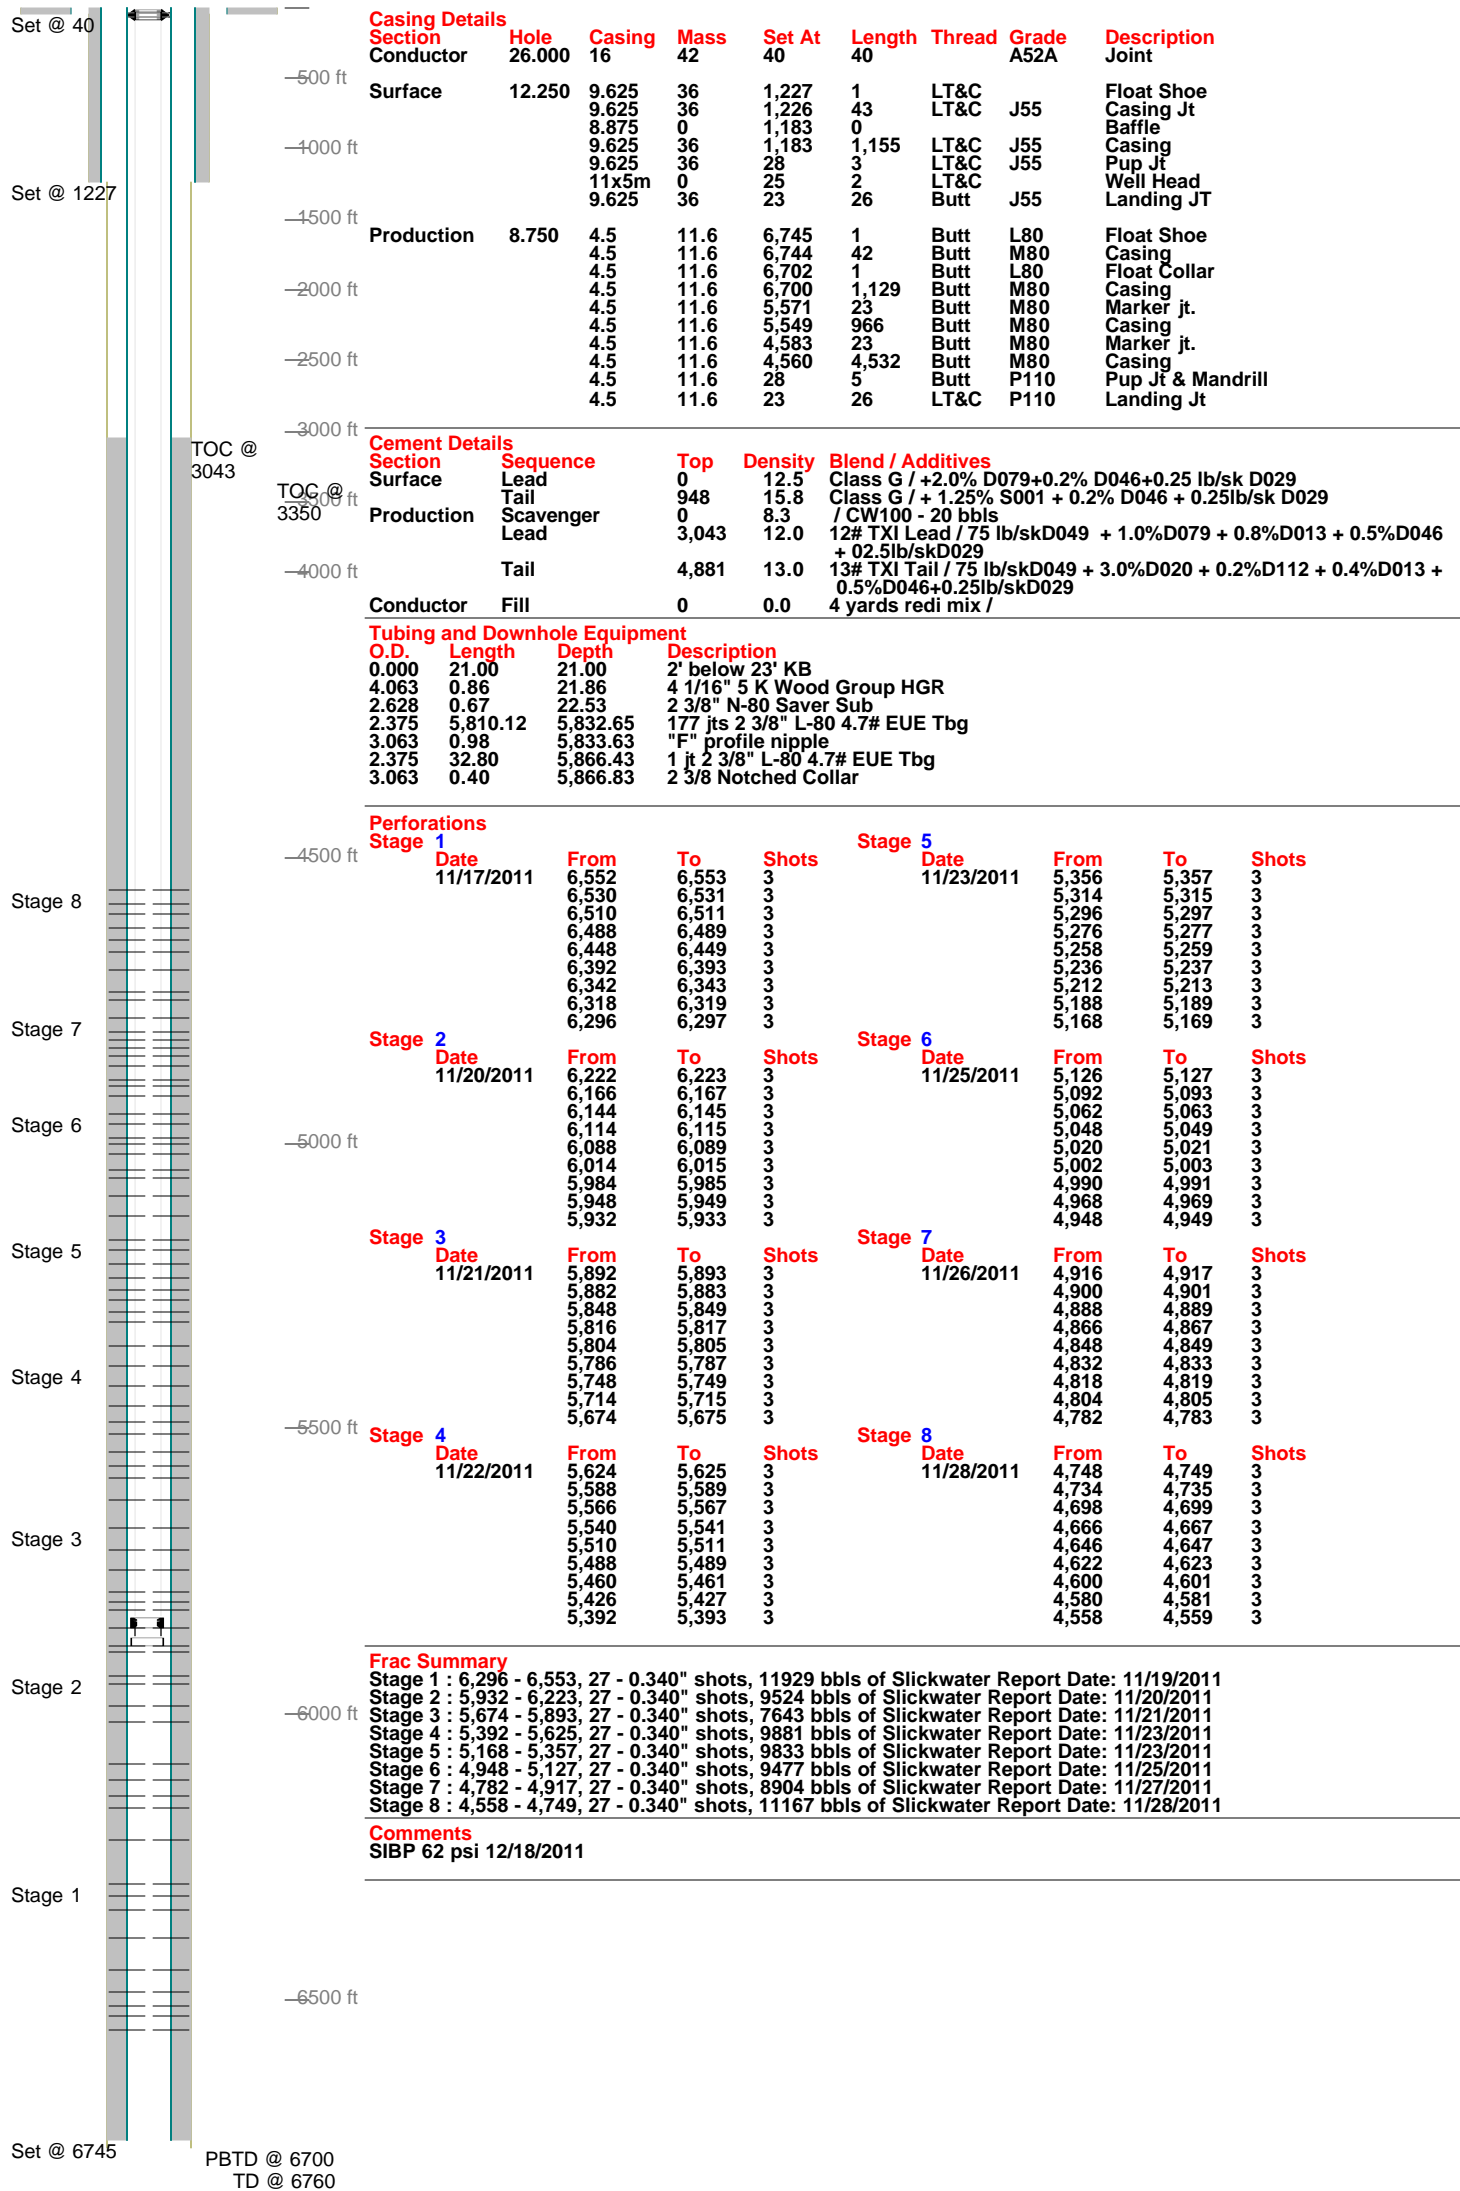 Set @ 40
Set @ 1227
TOC @
3043
TOC @
3350
Stage 8
Stage 7
Stage 6
Stage 5
Stage 4
Stage 3
Stage 2
Stage 1
Set @ 6745
PBTD @ 6700
TD @ 6760
500 ft
1000 ft
1500 ft
2000 ft
2500 ft
3000 ft
3500 ft
4000 ft
4500 ft
5000 ft
5500 ft
6000 ft
6500 ft
Casing Details
Section Hole Casing Mass Set At Length Thread Grade Description
Conductor 26.000 16 42 40 40 A52A Joint
Surface 12.250 9.625 36 1,227 1 LT&C Float Shoe
9.625 36 1,226 43 LT&C J55 Casing Jt
8.875 0 1,183 0 Baffle
9.625 36 1,183 1,155 LT&C J55 Casing
9.625 36 28 3 LT&C J55 Pup Jt
11x5m 0 25 2 LT&C Well Head
9.625 36 23 26 Butt J55 Landing JT
Production 8.750 4.5 11.6 6,745 1 Butt L80 Float Shoe
4.5 11.6 6,744 42 Butt M80 Casing
4.5 11.6 6,702 1 Butt L80 Float Collar
4.5 11.6 6,700 1,129 Butt M80 Casing
4.5 11.6 5,571 23 Butt M80 Marker jt.
4.5 11.6 5,549 966 Butt M80 Casing
4.5 11.6 4,583 23 Butt M80 Marker jt.
4.5 11.6 4,560 4,532 Butt M80 Casing
4.5 11.6 28 5 Butt P110 Pup Jt & Mandrill
4.5 11.6 23 26 LT&C P110 Landing Jt
Cement Details
Section Sequence Top Density Blend / Additives
Surface Lead 0 12.5 Class G / +2.0% D079+0.2% D046+0.25 lb/sk D029
Tail 948 15.8 Class G / + 1.25% S001 + 0.2% D046 + 0.25lb/sk D029
Production Scavenger 0 8.3 / CW100 - 20 bbls
Lead 3,043 12.0 12# TXI Lead / 75 lb/skD049 + 1.0%D079 + 0.8%D013 + 0.5%D046
+ 02.5lb/skD029
Tail 4,881 13.0 13# TXI Tail / 75 lb/skD049 + 3.0%D020 + 0.2%D112 + 0.4%D013 +
0.5%D046+0.25lb/skD029
Conductor Fill 0 0.0 4 yards redi mix /
Tubing and Downhole Equipment
O.D. Length Depth Description
0.000 21.00 21.00 2' below 23' KB
4.063 0.86 21.86 4 1/16" 5 K Wood Group HGR
2.628 0.67 22.53 2 3/8" N-80 Saver Sub
2.375 5,810.12 5,832.65 177 jts 2 3/8" L-80 4.7# EUE Tbg
3.063 0.98 5,833.63 "F" profile nipple
2.375 32.80 5,866.43 1 jt 2 3/8" L-80 4.7# EUE Tbg
3.063 0.40 5,866.83 2 3/8 Notched Collar
Perforations
Stage 1
Date From To Shots
11/17/2011 6,552 6,553 3
6,530 6,531 3
6,510 6,511 3
6,488 6,489 3
6,448 6,449 3
6,392 6,393 3
6,342 6,343 3
6,318 6,319 3
6,296 6,297 3
Stage 2
Date From To Shots
11/20/2011 6,222 6,223 3
6,166 6,167 3
6,144 6,145 3
6,114 6,115 3
6,088 6,089 3
6,014 6,015 3
5,984 5,985 3
5,948 5,949 3
5,932 5,933 3
Stage 3
Date From To Shots
11/21/2011 5,892 5,893 3
5,882 5,883 3
5,848 5,849 3
5,816 5,817 3
5,804 5,805 3
5,786 5,787 3
5,748 5,749 3
5,714 5,715 3
5,674 5,675 3
Stage 4
Date From To Shots
11/22/2011 5,624 5,625 3
5,588 5,589 3
5,566 5,567 3
5,540 5,541 3
5,510 5,511 3
5,488 5,489 3
5,460 5,461 3
5,426 5,427 3
5,392 5,393 3
Stage 5
Date From To Shots
11/23/2011 5,356 5,357 3
5,314 5,315 3
5,296 5,297 3
5,276 5,277 3
5,258 5,259 3
5,236 5,237 3
5,212 5,213 3
5,188 5,189 3
5,168 5,169 3
Stage 6
Date From To Shots
11/25/2011 5,126 5,127 3
5,092 5,093 3
5,062 5,063 3
5,048 5,049 3
5,020 5,021 3
5,002 5,003 3
4,990 4,991 3
4,968 4,969 3
4,948 4,949 3
Stage 7
Date From To Shots
11/26/2011 4,916 4,917 3
4,900 4,901 3
4,888 4,889 3
4,866 4,867 3
4,848 4,849 3
4,832 4,833 3
4,818 4,819 3
4,804 4,805 3
4,782 4,783 3
Stage 8
Date From To Shots
11/28/2011 4,748 4,749 3
4,734 4,735 3
4,698 4,699 3
4,666 4,667 3
4,646 4,647 3
4,622 4,623 3
4,600 4,601 3
4,580 4,581 3
4,558 4,559 3
Frac Summary
Stage 1 : 6,296 - 6,553, 27 - 0.340" shots, 11929 bbls of Slickwater Report Date: 11/19/2011
Stage 2 : 5,932 - 6,223, 27 - 0.340" shots, 9524 bbls of Slickwater Report Date: 11/20/2011
Stage 3 : 5,674 - 5,893, 27 - 0.340" shots, 7643 bbls of Slickwater Report Date: 11/21/2011
Stage 4 : 5,392 - 5,625, 27 - 0.340" shots, 9881 bbls of Slickwater Report Date: 11/23/2011
Stage 5 : 5,168 - 5,357, 27 - 0.340" shots, 9833 bbls of Slickwater Report Date: 11/23/2011
Stage 6 : 4,948 - 5,127, 27 - 0.340" shots, 9477 bbls of Slickwater Report Date: 11/25/2011
Stage 7 : 4,782 - 4,917, 27 - 0.340" shots, 8904 bbls of Slickwater Report Date: 11/27/2011
Stage 8 : 4,558 - 4,749, 27 - 0.340" shots, 11167 bbls of Slickwater Report Date: 11/28/2011
Comments
SIBP 62 psi 12/18/2011